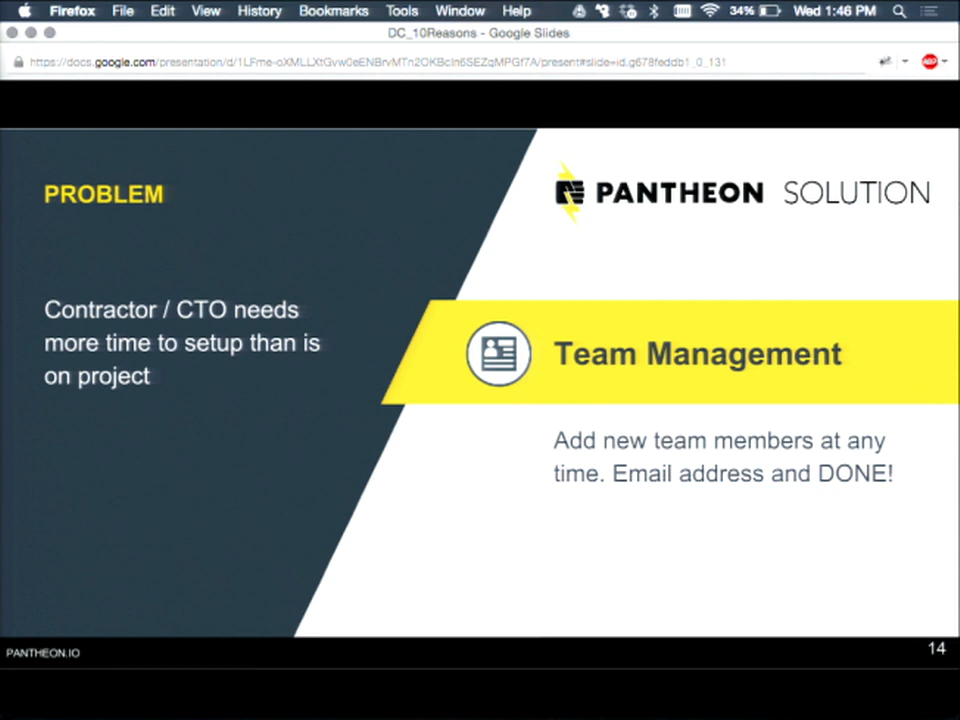 Firefox File Edit View History Bookmarks Tools Window Help 34% Wed 1:46 PM
DC_10Reasons - Google Slides
PROBLEM
PANTHEON SOLUTION
Contractor / CTO needs
more time to setup than is
on project
Team Management
Add new team members at any
time. Email address and DONE!
PANTHEON.IO
14